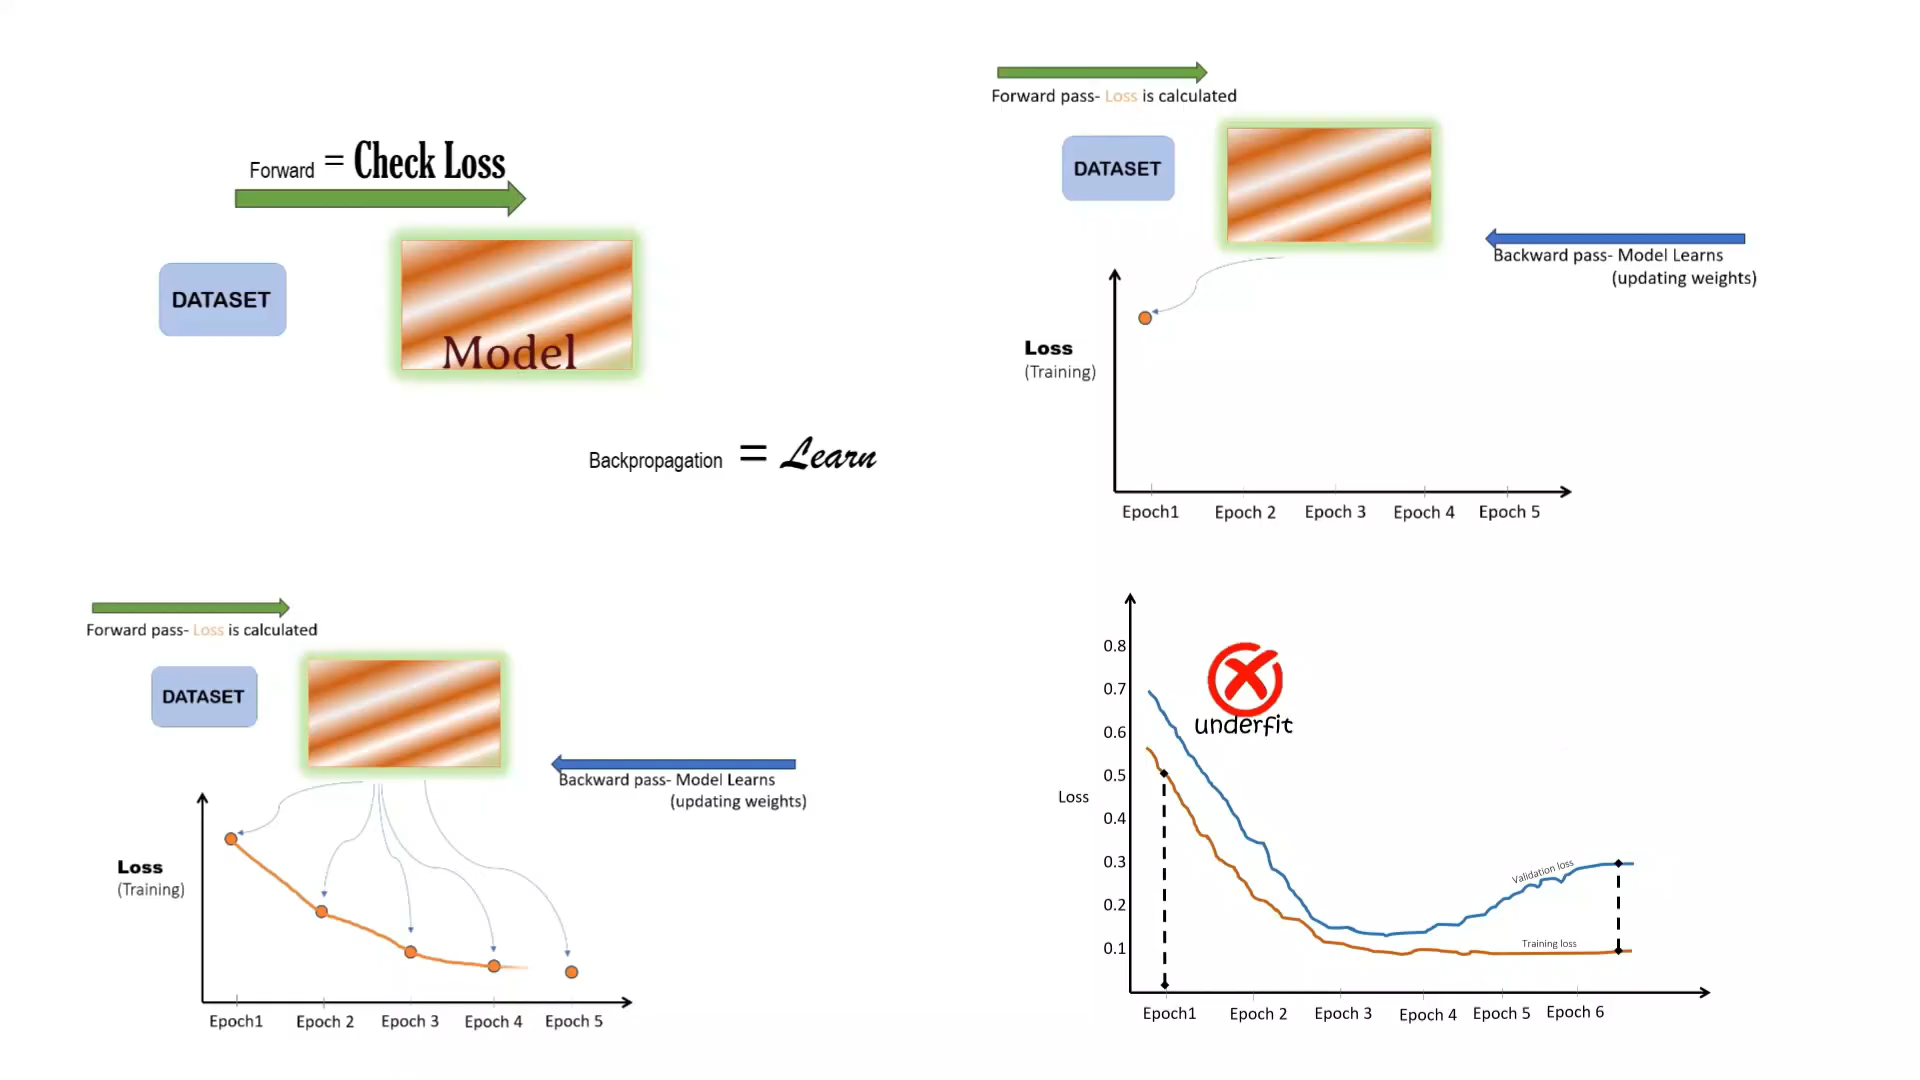 Forward = Check Loss
DATASET
Model
Backpropagation = Learn
Forward pass- Loss is calculated
DATASET
Backward pass- Model Learns
(updating weights)
Loss
(Training)
Epoch1 Epoch 2 Epoch 3 Epoch 4 Epoch 5
Forward pass- Loss is calculated
DATASET
Backward pass- Model Learns
(updating weights)
Loss
(Training)
Epoch1 Epoch 2 Epoch 3 Epoch 4 Epoch 5
0.8
0.7
underfit
0.6
0.5
Loss
0.4
0.3
Validation loss
0.2
Training loss
0.1
Epoch1 Epoch 2 Epoch 3 Epoch 4 Epoch 5 Epoch 6